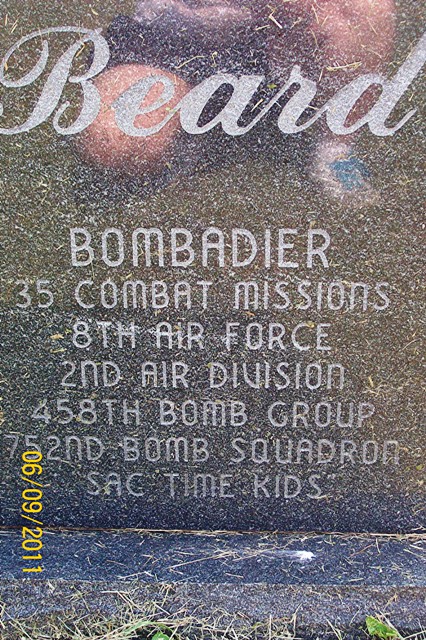 Beard
BOMBADIER
35 COMBAT MISSIONS
8TH AIR FORCE
2ND AIR DIVISION
458TH BOMB GROUP
752ND BOMB SQUADRON
SAC "TIME KIDS"
06/09/2011